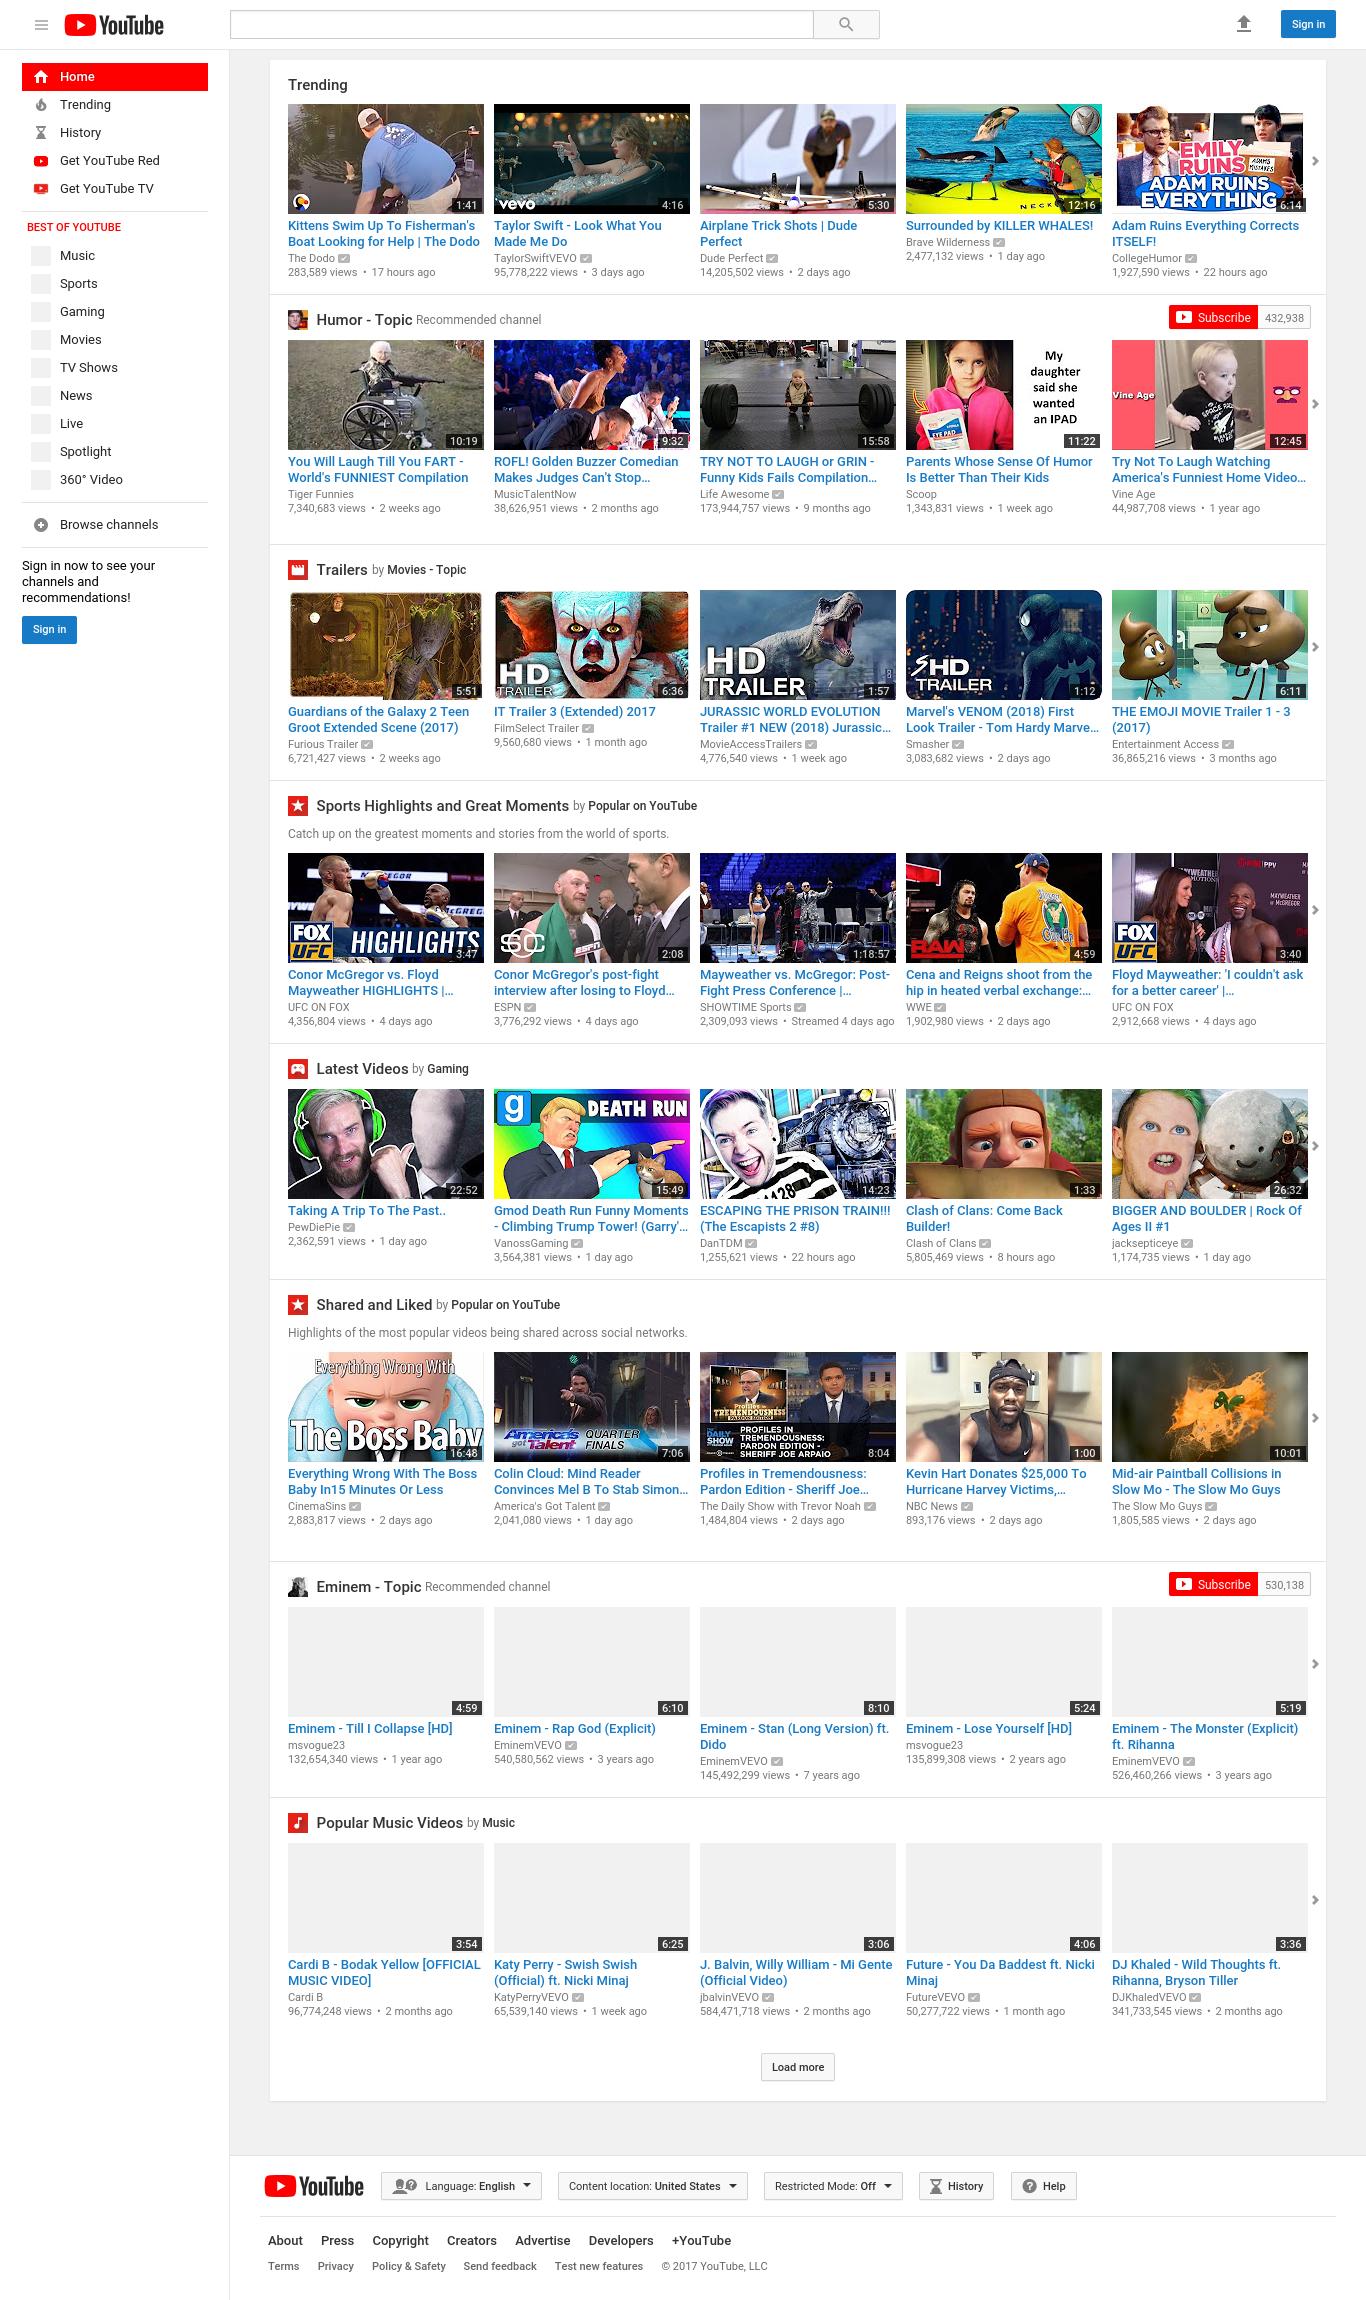 YouTube
Sign in
Home
Trending
History
Get YouTube Red
Get YouTube TV
BEST OF YOUTUBE
Music
Sports
Gaming
Movies
TV Shows
News
Live
Spotlight
360° Video
Browse channels
Sign in now to see your
channels and
recommendations!
Sign in
Trending
1:41
Kittens Swim Up To Fisherman's
Boat Looking for Help | The Dodo
The Dodo
283,589 views • 17 hours ago
vevo
4:16
Taylor Swift - Look What You
Made Me Do
TaylorSwiftVEVO
95,778,222 views • 3 days ago
5:30
Airplane Trick Shots | Dude
Perfect
Dude Perfect
14,205,502 views • 2 days ago
NECK
12:16
Surrounded by KILLER WHALES!
Brave Wilderness
2,477,132 views • 1 day ago
EMILY
RUINS
ADAMS
MISTAKES
ADAM RUINS
EVERYTHING
6:14
Adam Ruins Everything Corrects
ITSELF!
CollegeHumor
1,927,590 views • 22 hours ago
Humor - Topic Recommended channel
Subscribe 432,938
10:19
You Will Laugh Till You FART -
World's FUNNIEST Compilation
Tiger Funnies
7,340,683 views • 2 weeks ago
9:32
ROFL! Golden Buzzer Comedian
Makes Judges Can't Stop...
MusicTalentNow
38,626,951 views • 2 months ago
15:58
TRY NOT TO LAUGH or GRIN -
Funny Kids Fails Compilation...
Life Awesome
173,944,757 views • 9 months ago
My
daughter
said she
wanted
an IPAD
EYE PAD
11:22
Parents Whose Sense Of Humor
Is Better Than Their Kids
Scoop
1,343,831 views • 1 week ago
Vine Age
12:45
Try Not To Laugh Watching
America's Funniest Home Video...
Vine Age
44,987,708 views • 1 year ago
Trailers by Movies - Topic
5:51
Guardians of the Galaxy 2 Teen
Groot Extended Scene (2017)
Furious Trailer
6,721,427 views • 2 weeks ago
HD
TRAILER
6:36
IT Trailer 3 (Extended) 2017
FilmSelect Trailer
9,560,680 views • 1 month ago
HD
TRAILER
1:57
JURASSIC WORLD EVOLUTION
Trailer #1 NEW (2018) Jurassic...
MovieAccessTrailers
4,776,540 views • 1 week ago
HD
TRAILER
1:12
Marvel's VENOM (2018) First
Look Trailer - Tom Hardy Marve...
Smasher
3,083,682 views • 2 days ago
6:11
THE EMOJI MOVIE Trailer 1 - 3
(2017)
Entertainment Access
36,865,216 views • 3 months ago
Sports Highlights and Great Moments by Popular on YouTube
Catch up on the greatest moments and stories from the world of sports.
FOX
UFC
HIGHLIGHTS
3:47
Conor McGregor vs. Floyd
Mayweather HIGHLIGHTS |...
UFC ON FOX
4,356,804 views • 4 days ago
SC
ESPN
2:08
Conor McGregor's post-fight
interview after losing to Floyd...
ESPN
3,776,292 views • 4 days ago
1:18:57
Mayweather vs. McGregor: Post-
Fight Press Conference |...
SHOWTIME Sports
2,309,093 views • Streamed 4 days ago
RAW
4:59
Cena and Reigns shoot from the
hip in heated verbal exchange:...
WWE
1,902,980 views • 2 days ago
PPV
FOX
UFC
3:40
Floyd Mayweather: 'I couldn't ask
for a better career' |...
UFC ON FOX
2,912,668 views • 4 days ago
Latest Videos by Gaming
22:52
Taking A Trip To The Past..
PewDiePie
2,362,591 views • 1 day ago
g
DEATH RUN
15:49
Gmod Death Run Funny Moments
- Climbing Trump Tower! (Garry'...
VanossGaming
3,564,381 views • 1 day ago
128
14:23
ESCAPING THE PRISON TRAIN!!!
(The Escapists 2 #8)
DanTDM
1,255,621 views • 22 hours ago
1:33
Clash of Clans: Come Back
Builder!
Clash of Clans
5,805,469 views • 8 hours ago
26:32
BIGGER AND BOULDER | Rock Of
Ages II #1
jacksepticeye
1,174,735 views • 1 day ago
Shared and Liked by Popular on YouTube
Highlights of the most popular videos being shared across social networks.
Everything Wrong With
The Boss Baby
16:48
Everything Wrong With The Boss
Baby In15 Minutes Or Less
CinemaSins
2,883,817 views • 2 days ago
America's
got Talent
QUARTER
FINALS
7:06
Colin Cloud: Mind Reader
Convinces Mel B To Stab Simon...
America's Got Talent
2,041,080 views • 1 day ago
Profiles in
TREMENDOUSNESS
PARDON EDITION
THE DAILY SHOW
PROFILES IN
TREMENDOUSNESS:
PARDON EDITION -
SHERIFF JOE ARPAIO
8:04
Profiles in Tremendousness:
Pardon Edition - Sheriff Joe...
The Daily Show with Trevor Noah
1,484,804 views • 2 days ago
1:00
Kevin Hart Donates $25,000 To
Hurricane Harvey Victims,...
NBC News
893,176 views • 2 days ago
10:01
Mid-air Paintball Collisions in
Slow Mo - The Slow Mo Guys
The Slow Mo Guys
1,805,585 views • 2 days ago
Eminem - Topic Recommended channel
Subscribe 530,138
4:59
Eminem - Till I Collapse [HD]
msvogue23
132,654,340 views • 1 year ago
6:10
Eminem - Rap God (Explicit)
EminemVEVO
540,580,562 views • 3 years ago
8:10
Eminem - Stan (Long Version) ft.
Dido
EminemVEVO
145,492,299 views • 7 years ago
5:24
Eminem - Lose Yourself [HD]
msvogue23
135,899,308 views • 2 years ago
5:19
Eminem - The Monster (Explicit)
ft. Rihanna
EminemVEVO
526,460,266 views • 3 years ago
Popular Music Videos by Music
3:54
Cardi B - Bodak Yellow [OFFICIAL
MUSIC VIDEO]
Cardi B
96,774,248 views • 2 months ago
6:25
Katy Perry - Swish Swish
(Official) ft. Nicki Minaj
KatyPerryVEVO
65,539,140 views • 1 week ago
3:06
J. Balvin, Willy William - Mi Gente
(Official Video)
jbalvinVEVO
584,471,718 views • 2 months ago
4:06
Future - You Da Baddest ft. Nicki
Minaj
FutureVEVO
50,277,722 views • 1 month ago
3:36
DJ Khaled - Wild Thoughts ft.
Rihanna, Bryson Tiller
DJKhaledVEVO
341,733,545 views • 2 months ago
Load more
YouTube Language: English Content location: United States Restricted Mode: Off History Help
About Press Copyright Creators Advertise Developers +YouTube
Terms Privacy Policy & Safety Send feedback Test new features © 2017 YouTube, LLC